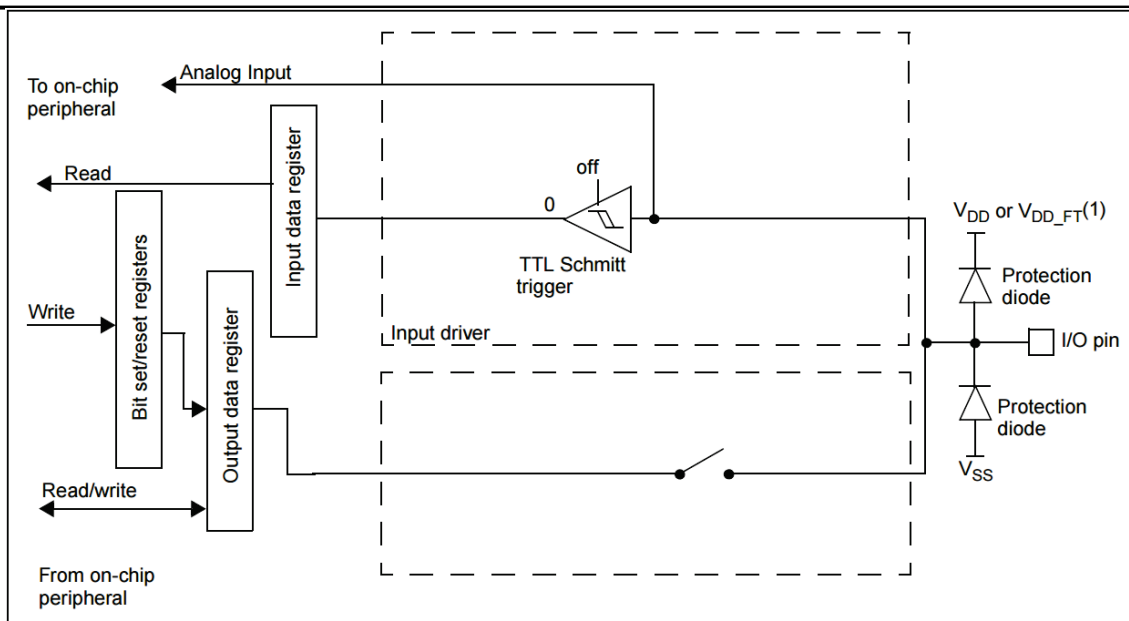 To on-chip
peripheral
Analog Input
Read
Input data register
off
0
TTL Schmitt
trigger
Input driver
Write
Bit set/reset registers
Output data register
Read/write
From on-chip
peripheral
VDD or VDD_FT(1)
Protection
diode
I/O pin
Protection
diode
VSS